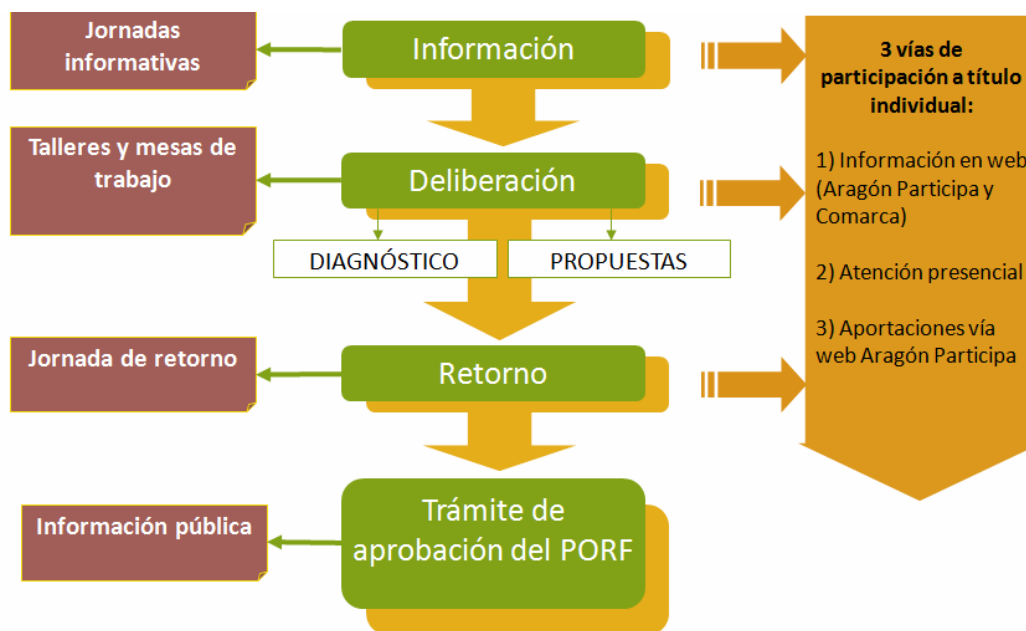 Jornadas
informativas
Información
Talleres y mesas de
trabajo
Deliberación
DIAGNÓSTICO
PROPUESTAS
Jornada de retorno
Retorno
Información pública
Trámite de
aprobación del PORF
3 vías de
participación a título
individual:
1) Información en web
(Aragón Participa y
Comarca)
2) Atención presencial
3) Aportaciones vía
web Aragón Participa